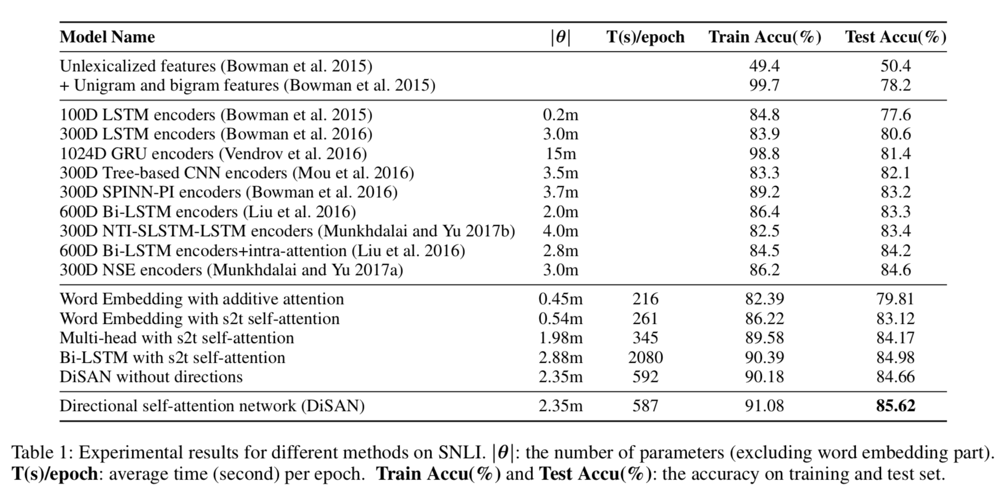 Model Name |θ| T(s)/epoch Train Accu(%) Test Accu(%)
Unlexicalized features (Bowman et al. 2015) 49.4 50.4
+ Unigram and bigram features (Bowman et al. 2015) 99.7 78.2
100D LSTM encoders (Bowman et al. 2015) 0.2m 84.8 77.6
300D LSTM encoders (Bowman et al. 2016) 3.0m 83.9 80.6
1024D GRU encoders (Vendrov et al. 2016) 15m 98.8 81.4
300D Tree-based CNN encoders (Mou et al. 2016) 3.5m 83.3 82.1
300D SPINN-PI encoders (Bowman et al. 2016) 3.7m 89.2 83.2
600D Bi-LSTM encoders (Liu et al. 2016) 2.0m 86.4 83.3
300D NTI-SLSTM-LSTM encoders (Munkhdalai and Yu 2017b) 4.0m 82.5 83.4
600D Bi-LSTM encoders+intra-attention (Liu et al. 2016) 2.8m 84.5 84.2
300D NSE encoders (Munkhdalai and Yu 2017a) 3.0m 86.2 84.6
Word Embedding with additive attention 0.45m 216 82.39 79.81
Word Embedding with s2t self-attention 0.54m 261 86.22 83.12
Multi-head with s2t self-attention 1.98m 345 89.58 84.17
Bi-LSTM with s2t self-attention 2.88m 2080 90.39 84.98
DiSAN without directions 2.35m 592 90.18 84.66
Directional self-attention network (DiSAN) 2.35m 587 91.08 85.62
Table 1: Experimental results for different methods on SNLI. |θ|: the number of parameters (excluding word embedding part).
T(s)/epoch: average time (second) per epoch. Train Accu(%) and Test Accu(%): the accuracy on training and test set.